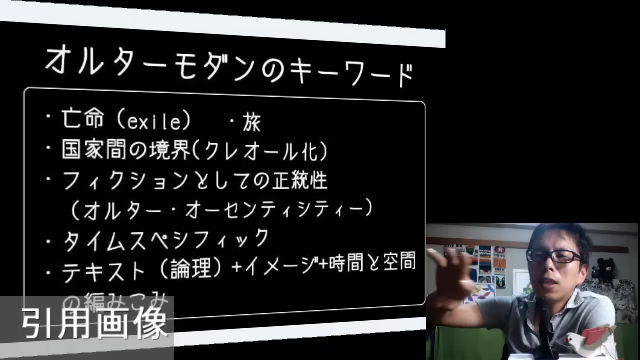 オルターモダンのキーワード
・亡命（exile）　・旅
・国家間の境界(クレオール化)
・フィクションとしての正統性
（オルター・オーセンティシティー）
・タイムスペシフィック
・テキスト（論理）+イメージ+時間と空間
の編みこみ
引用画像